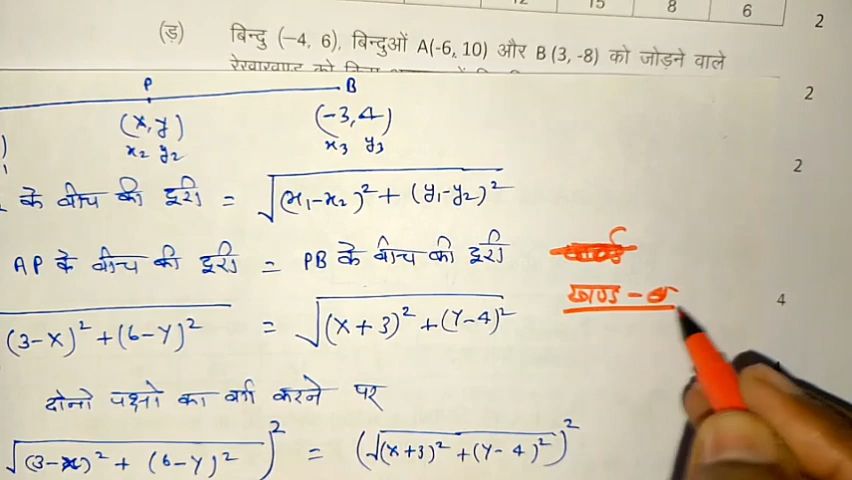 12 15 8 6
2
(ड़) बिन्दु (−4, 6), बिन्दुओं A(-6, 10) और B (3, -8) को जोड़ने वाले
2
P B
(x, y) (−3, 4)
x2 y2 x3 y3
2
के बीच की दूरी = √(x1-x2)² + (y1-y2)²
AP के बीच की दूरी = PB के बीच की दूरी
खण्ड - ब
4
(3-x)² + (6-y)² = √(x+3)² + (y-4)²
दोनो पक्षो का वर्ग करने पर
√(3-x)² + (6-y)² )² = (√(x+3)² + (y-4)² )²